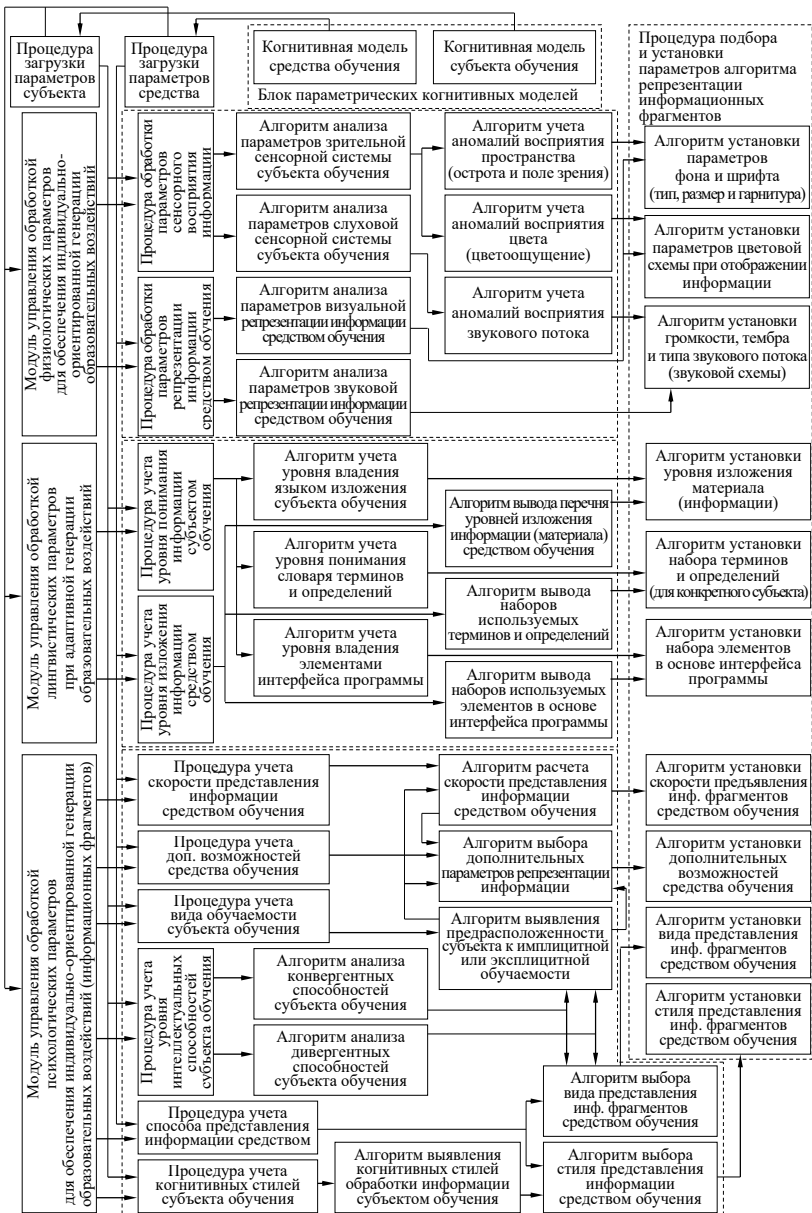 Процедура
загрузки
параметров
субъекта
Процедура
загрузки
параметров
средства
Когнитивная модель
средства обучения
Когнитивная модель
субъекта обучения
Блок параметрических когнитивных моделей
Процедура подбора
и установки
параметров алгоритма
репрезентации
информационных
фрагментов
Модуль управления обработкой
физиологических параметров
для обеспечения индивидуально-
ориентированной генерации
образовательных воздействий
Процедура обработки
параметров
сенсорного
восприятия
информации
Алгоритм анализа
параметров зрительной
сенсорной системы
субъекта обучения
Алгоритм учета
аномалий восприятия
пространства
(острота и поле зрения)
Алгоритм установки
параметров
фона и шрифта
(тип, размер и гарнитура)
Алгоритм анализа
параметров слуховой
сенсорной системы
субъекта обучения
Алгоритм учета
аномалий восприятия
цвета
(цветоощущение)
Алгоритм установки
параметров цветовой
схемы при отображении
информации
Процедура обработки
параметров
репрезентации
информации
средством обучения
Алгоритм анализа
параметров визуальной
репрезентации информации
средством обучения
Алгоритм учета
аномалий восприятия
звукового потока
Алгоритм установки
громкости, тембра
и типа звукового потока
(звуковой схемы)
Алгоритм анализа
параметров звуковой
репрезентации информации
средством обучения
Модуль управления обработкой
лингвистических параметров
при адаптивной генерации
образовательных воздействий
Процедура учета
уровня понимания
информации
субъектом
обучения
Алгоритм учета
уровня владения
языком изложения
субъекта обучения
Алгоритм вывода перечня
уровней изложения
информации (материала)
средством обучения
Алгоритм установки
уровня изложения
материала
(информации)
Алгоритм учета
уровня понимания
словаря терминов
и определений
Алгоритм вывода
наборов
используемых
терминов и определений
Алгоритм установки
набора терминов
и определений
(для конкретного субъекта)
Процедура учета
уровня изложения
информации
средством
обучения
Алгоритм учета
уровня владения
элементами
интерфейса программы
Алгоритм вывода
наборов используемых
элементов в основе
интерфейса программы
Алгоритм установки
набора элементов
в основе интерфейса
программы
Модуль управления обработкой
психологических параметров
для обеспечения индивидуально-ориентированной генерации
образовательных воздействий (информационных фрагментов)
Процедура учета
скорости представления
информации
средством обучения
Алгоритм расчета
скорости представления
информации
средством обучения
Алгоритм установки
скорости предъявления
инф. фрагментов
средством обучения
Процедура учета
доп. возможностей
средства обучения
Алгоритм выбора
дополнительных
параметров репрезентации
информации
Алгоритм установки
дополнительных
возможностей
средства обучения
Процедура учета
вида обучаемости
субъекта обучения
Алгоритм выявления
предрасположенности
субъекта к имплицитной
или эксплицитной
обучаемости
Алгоритм установки
вида представления
инф. фрагментов
средством обучения
Процедура учета
уровня
интеллектуальных
способностей
субъекта обучения
Алгоритм анализа
конвергентных
способностей
субъекта обучения
Алгоритм установки
стиля представления
инф. фрагментов
средством обучения
Алгоритм анализа
дивергентных
способностей
субъекта обучения
Процедура учета
способа представления
информации средством
Алгоритм выбора
вида представления
инф. фрагментов
средством обучения
Процедура учета
когнитивных стилей
субъекта обучения
Алгоритм выявления
когнитивных стилей
обработки информации
субъектом обучения
Алгоритм выбора
стиля представления
информации
средством обучения